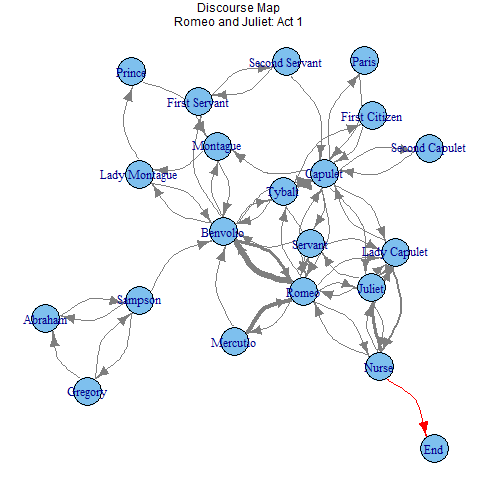 Discourse Map
Romeo and Juliet: Act 1
Second Servant
Paris
Prince
First Servant
First Citizen
Montague
Second Capulet
Lady Montague
Capulet
Tybalt
Benvolio
Servant
Lady Capulet
Romeo
Juliet
Sampson
Abraham
Mercutio
Nurse
Gregory
End